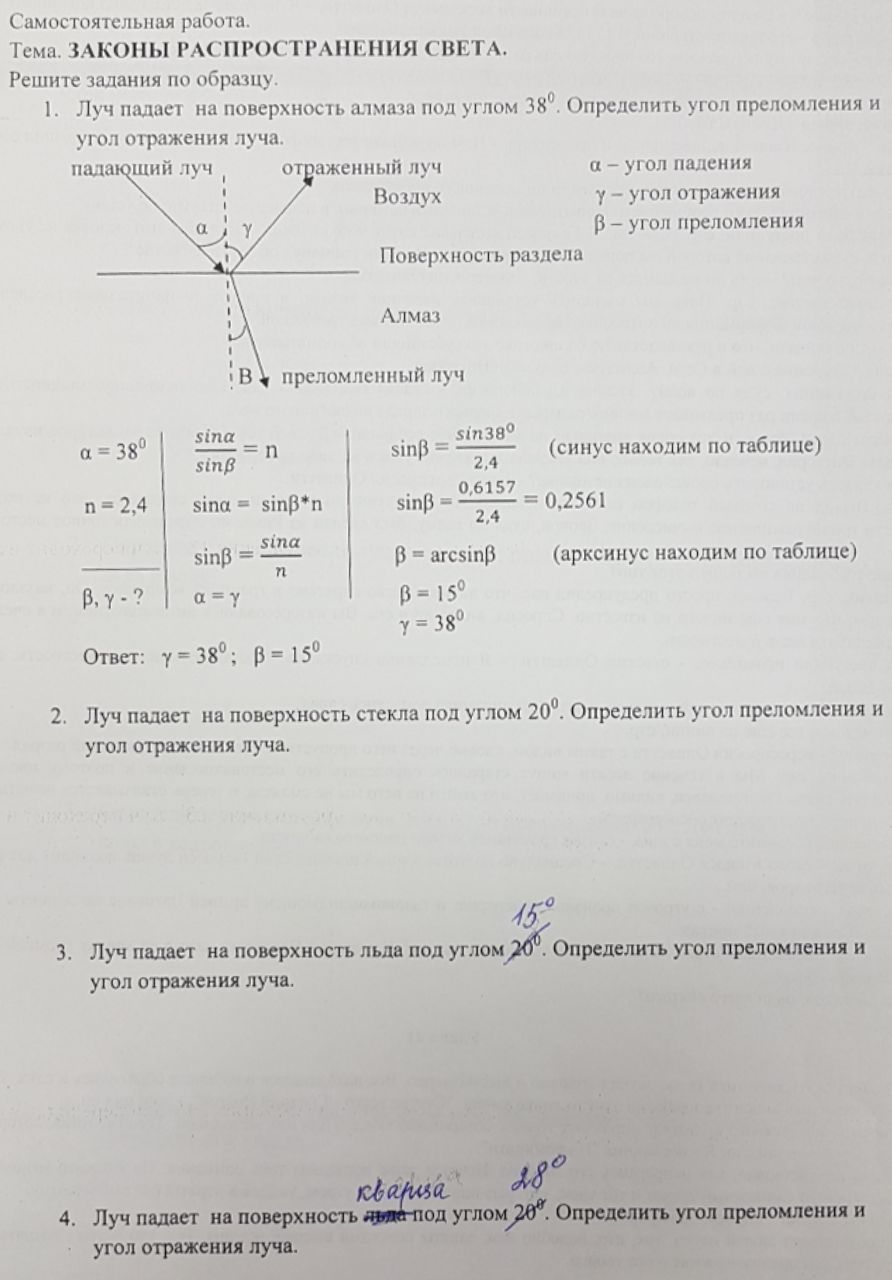 Самостоятельная работа.
Тема. ЗАКОНЫ РАСПРОСТРАНЕНИЯ СВЕТА.
Решите задания по образцу.
1. Луч падает на поверхность алмаза под углом 38⁰. Определить угол преломления и
угол отражения луча.
падающий луч отраженный луч α – угол падения
Воздух γ – угол отражения
α γ β – угол преломления
Поверхность раздела
Алмаз
В преломленный луч
α = 38⁰ sinα/sinβ = n sinβ = sin38⁰/2,4 (синус находим по таблице)
n = 2,4 sinα = sinβ*n sinβ = 0,6157/2,4 = 0,2561
sinβ = sinα/n β = arcsinβ (арксинус находим по таблице)
β, γ - ? α = γ β = 15⁰
γ = 38⁰
Ответ: γ = 38⁰ ; β = 15⁰
2. Луч падает на поверхность стекла под углом 20⁰. Определить угол преломления и
угол отражения луча.
15⁰
3. Луч падает на поверхность льда под углом 20⁰. Определить угол преломления и
угол отражения луча.
кварца 28⁰
4. Луч падает на поверхность льда под углом 20⁰. Определить угол преломления и
угол отражения луча.